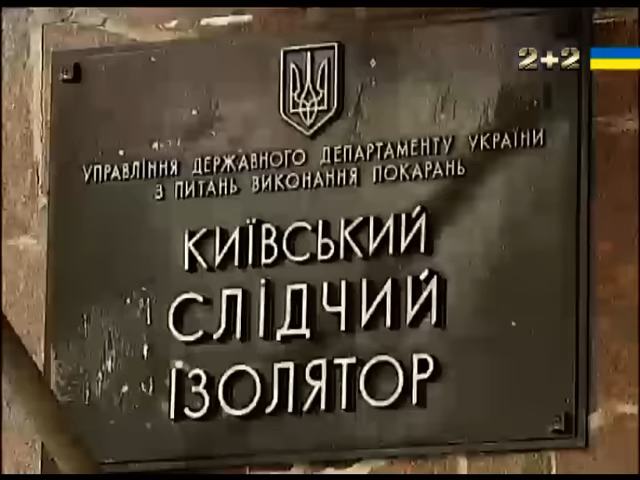 2+2
УПРАВЛІННЯ ДЕРЖАВНОГО ДЕПАРТАМЕНТУ УКРАЇНИ
З ПИТАНЬ ВИКОНАННЯ ПОКАРАНЬ
КИЇВСЬКИЙ
СЛІДЧИЙ
ІЗОЛЯТОР